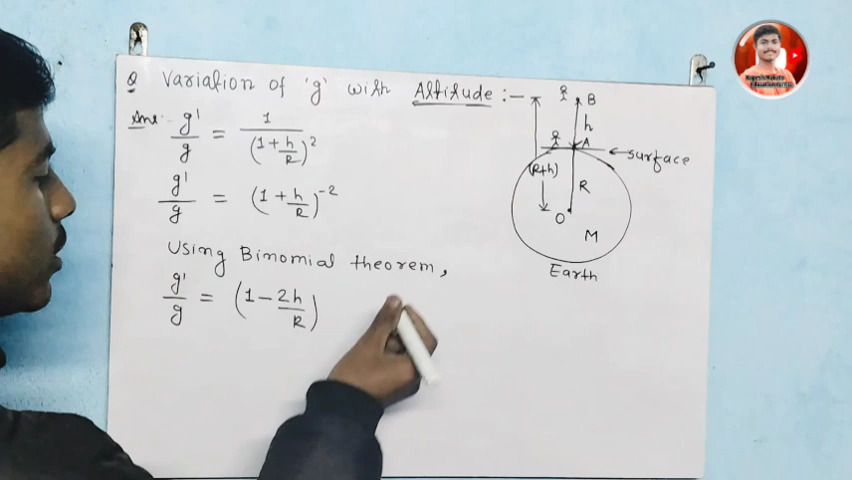 Q Variation of 'g' with Altitude :-
Ans:- g'/g = 1/(1+h/R)²
g'/g = (1+h/R)⁻²
Using Binomial theorem,
g'/g = (1-2h/R)
B
h
A
surface
(R+h)
R
O
M
Earth